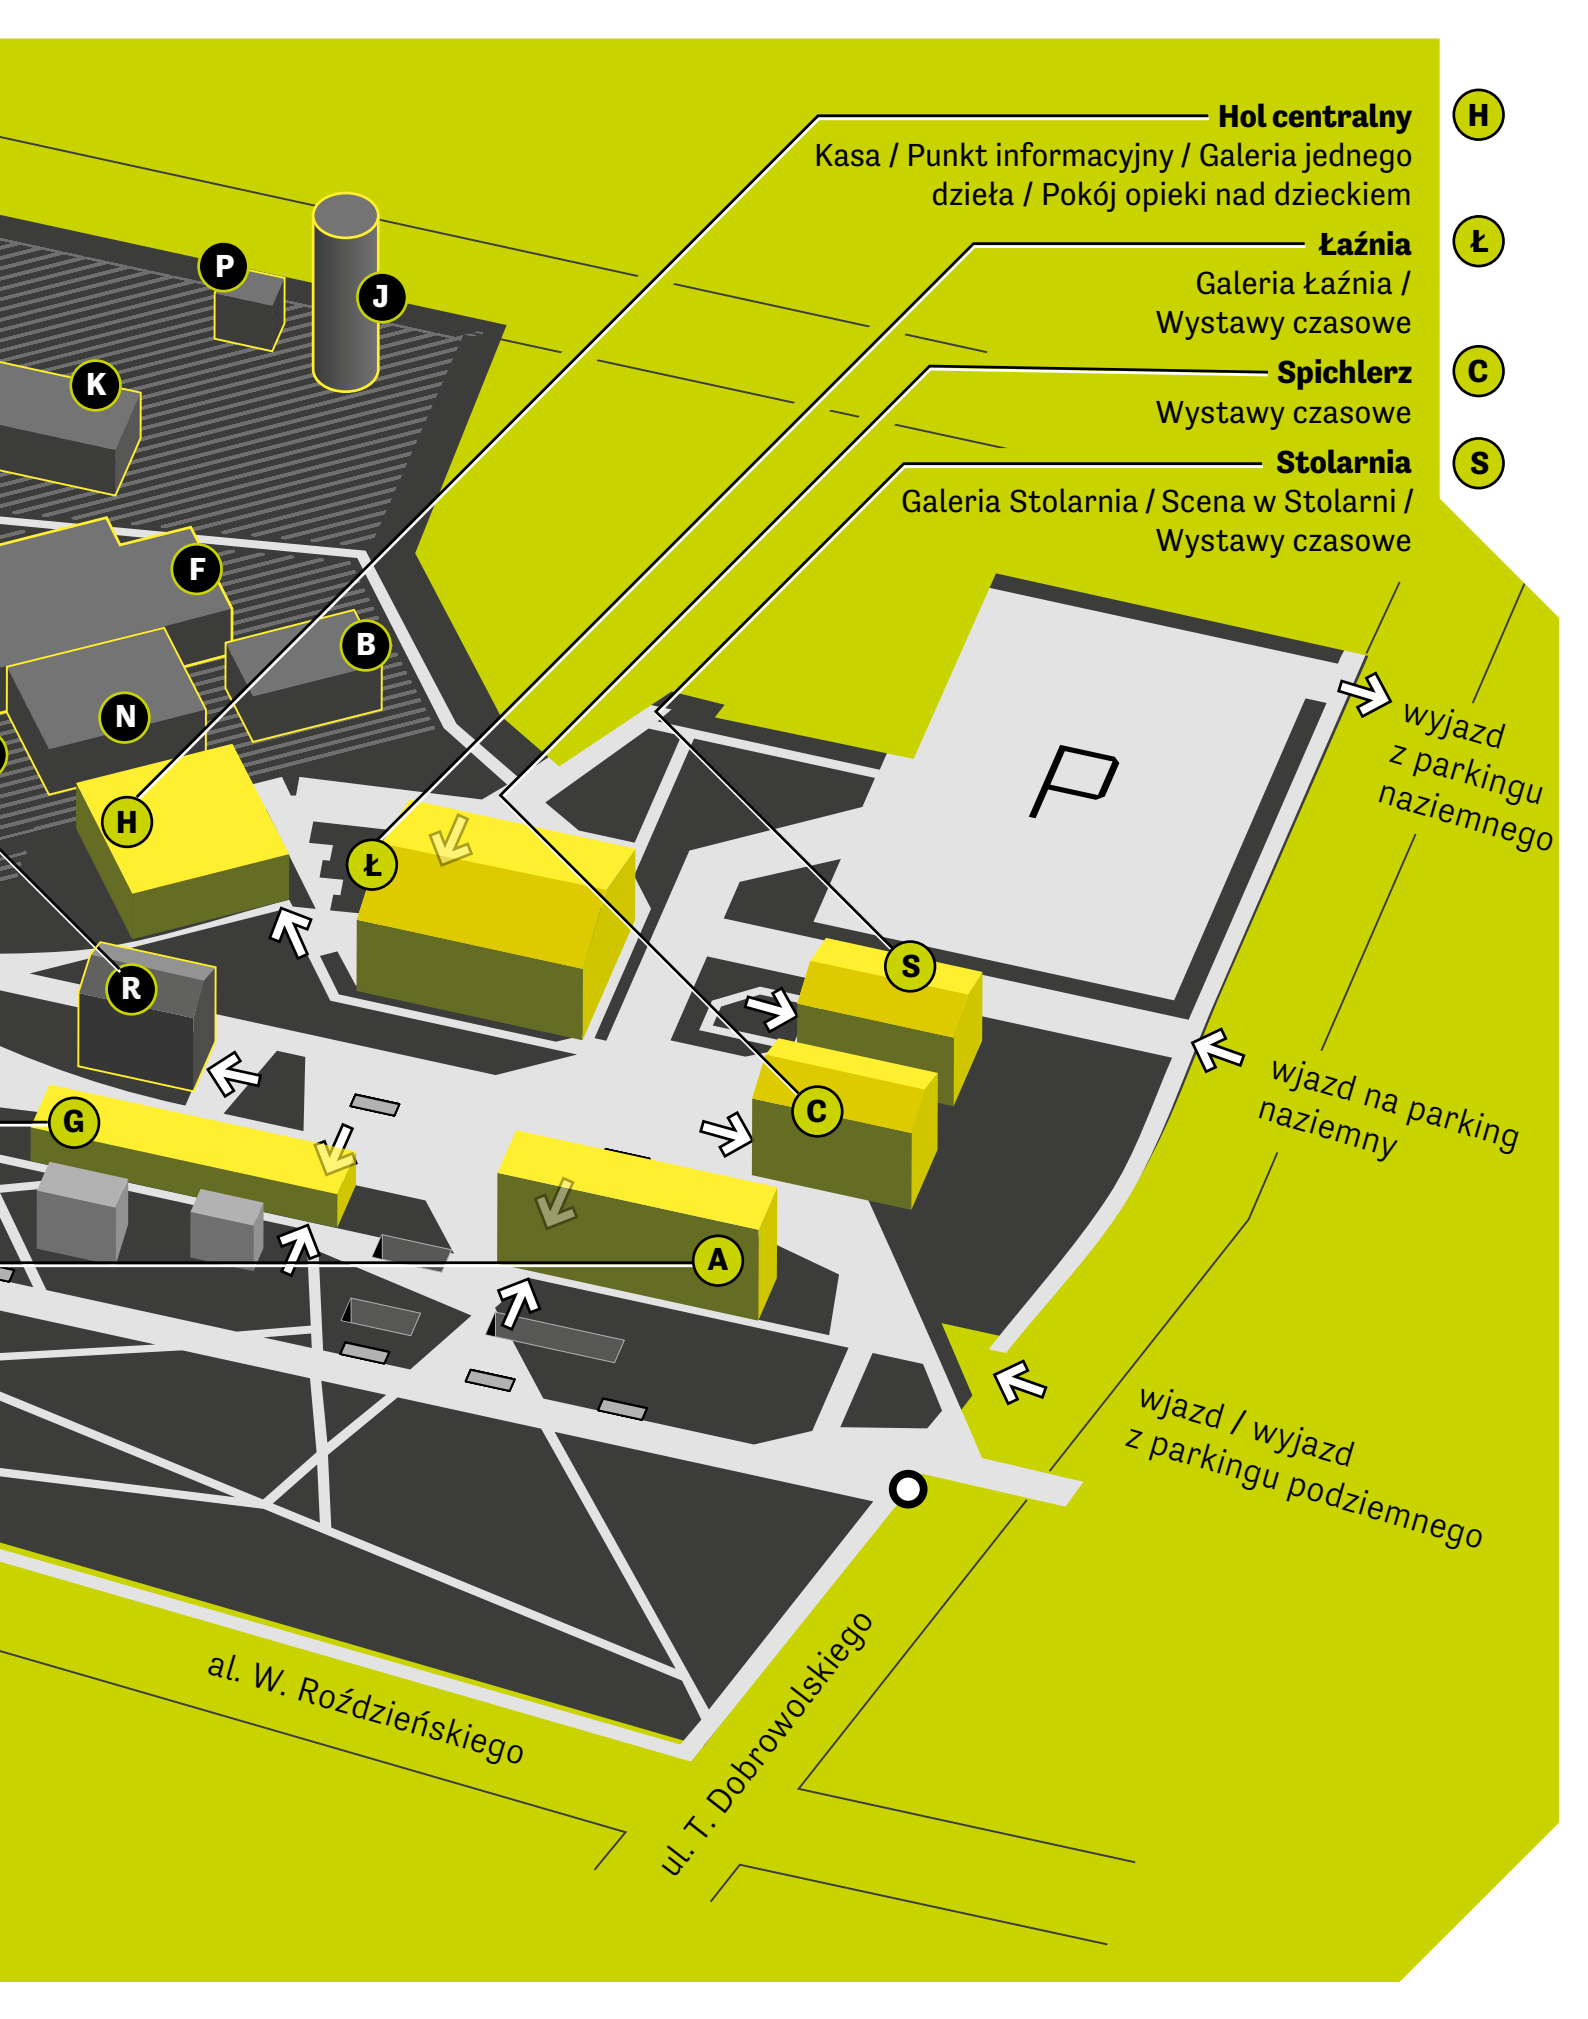 Hol centralny
H
Kasa / Punkt informacyjny / Galeria jednego
dzieła / Pokój opieki nad dzieckiem
Łaźnia
Ł
Galeria Łaźnia /
Wystawy czasowe
Spichlerz
C
Wystawy czasowe
Stolarnia
S
Galeria Stolarnia / Scena w Stolarni /
Wystawy czasowe
P
J
K
F
B
N
H
Ł
R
S
C
G
A
P
wyjazd
z parkingu
naziemnego
wjazd na parking
naziemny
wjazd / wyjazd
z parkingu podziemnego
al. W. Roździeńskiego
ul. T. Dobrowolskiego